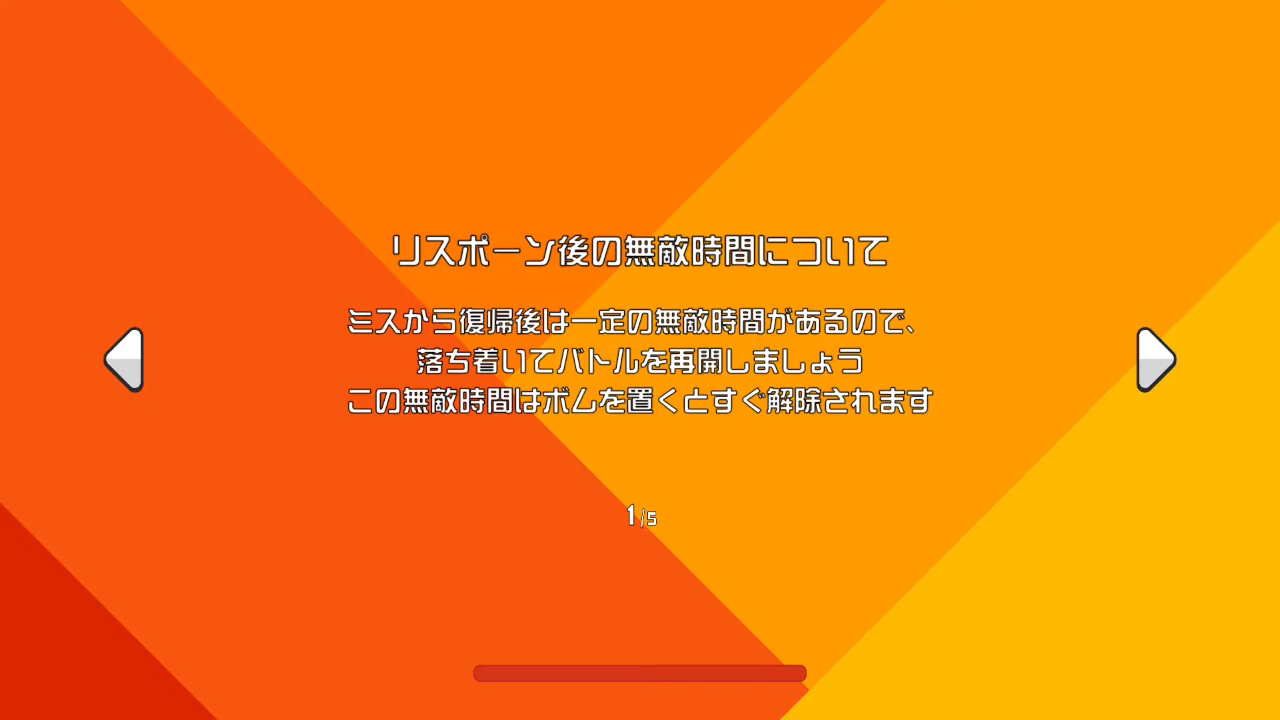 リスポーン後の無敵時間について
ミスから復帰後は一定の無敵時間があるので、
落ち着いてバトルを再開しましょう
この無敵時間はボムを置くとすぐ解除されます
1/5